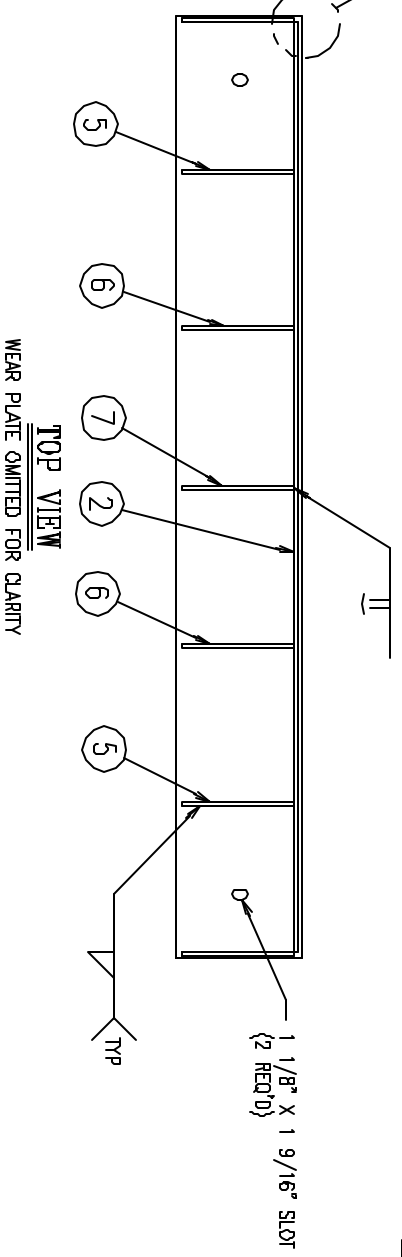 5
6
7
2
6
5
TOP VIEW
WEAR PLATE OMITTED FOR CLARITY
TYP
1 1/8" X 1 9/16" SLOT
(2 REQ'D)